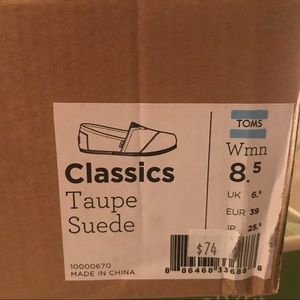 TOMS
Wmn
8.5
Classics
Taupe
Suede
UK 6.5
EUR 39
JP 25.5
10000670
MADE IN CHINA
$74